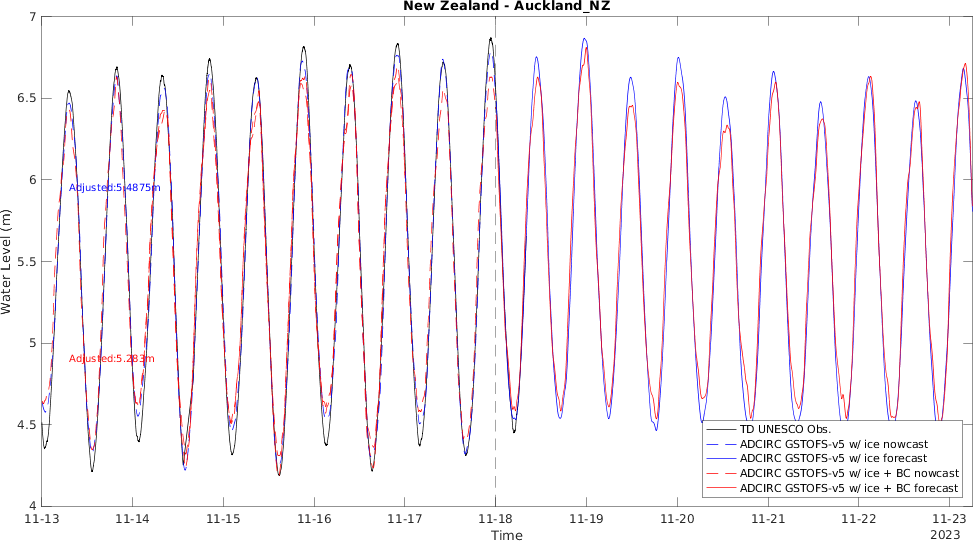 New Zealand - Auckland_NZ
7
6.5
6
5.5
5
4.5
4
Water Level (m)
Adjusted:5.4875m
Adjusted:5.283m
TD UNESCO Obs.
ADCIRC GSTOFS-v5 w/ ice nowcast
ADCIRC GSTOFS-v5 w/ ice forecast
ADCIRC GSTOFS-v5 w/ ice + BC nowcast
ADCIRC GSTOFS-v5 w/ ice + BC forecast
11-13 11-14 11-15 11-16 11-17 11-18 11-19 11-20 11-21 11-22 11-23
Time 2023